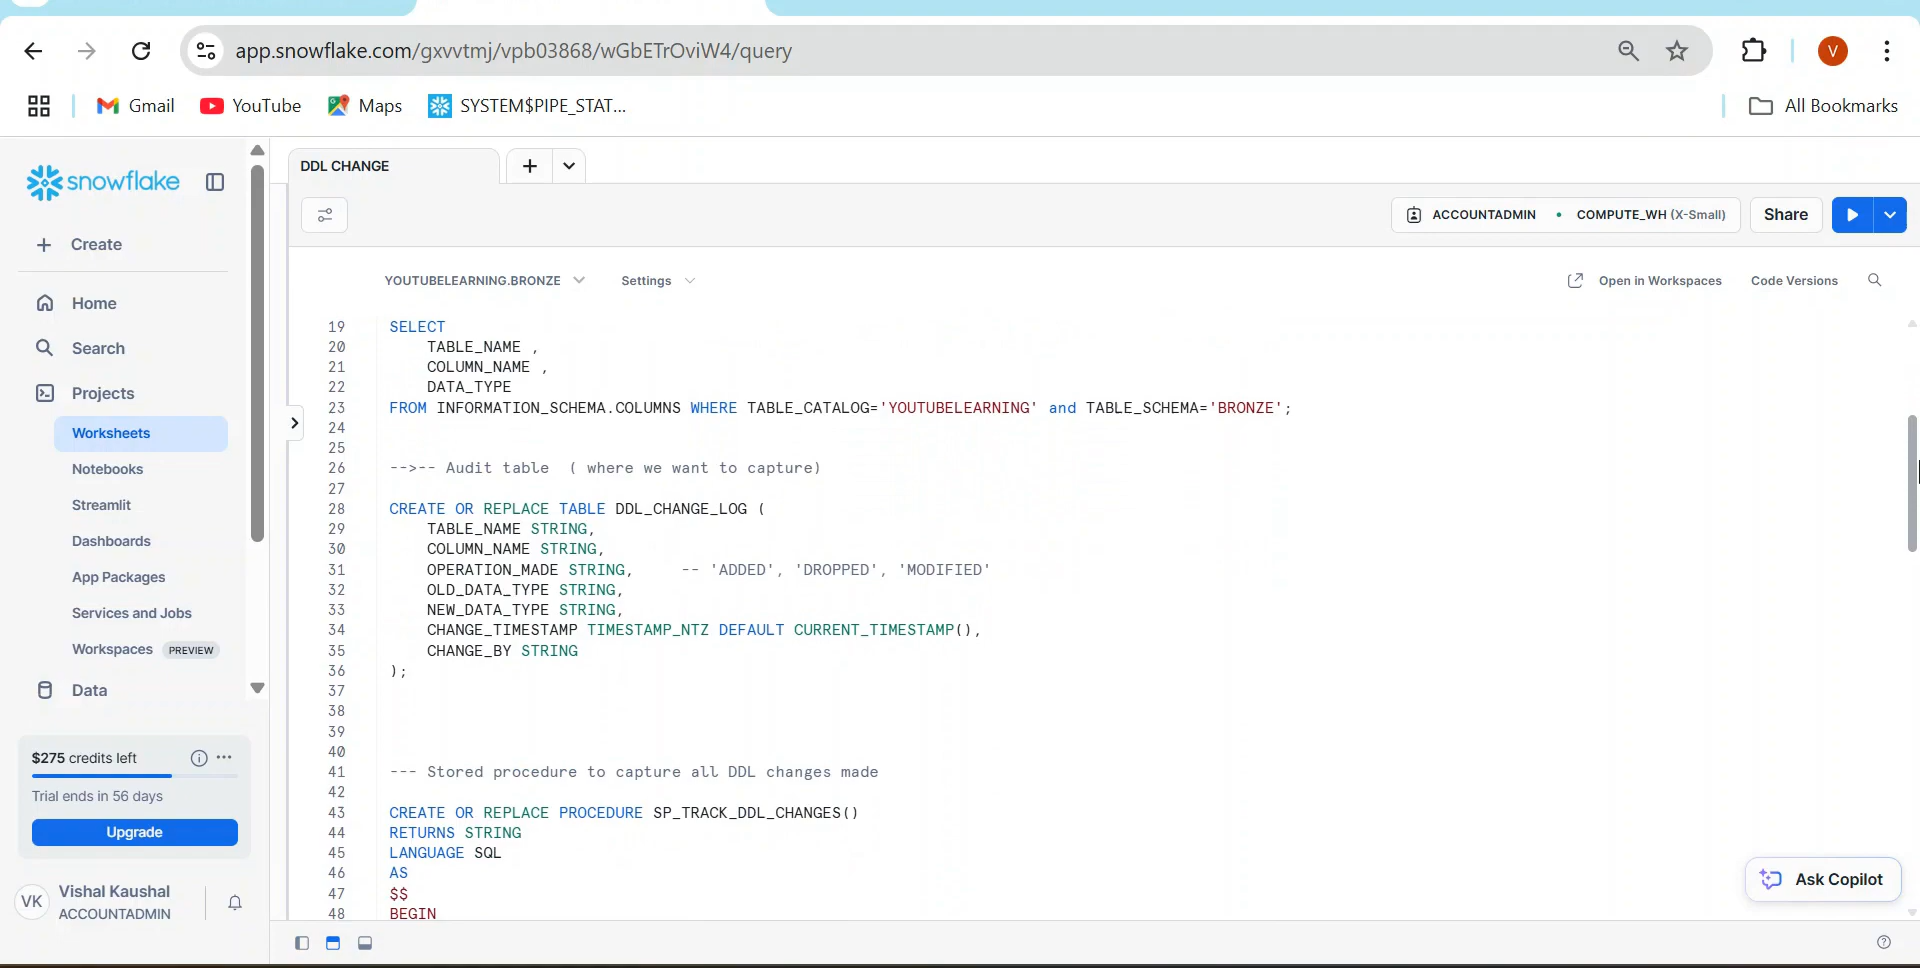 app.snowflake.com/gxvvtmj/vpb03868/wGbETrOviW4/query
V
Gmail
YouTube
Maps
SYSTEM$PIPE_STAT...
All Bookmarks
snowflake
Create
Home
Search
Projects
Worksheets
Notebooks
Streamlit
Dashboards
App Packages
Services and Jobs
Workspaces PREVIEW
Data
$275 credits left
Trial ends in 56 days
Upgrade
VK
Vishal Kaushal
ACCOUNTADMIN
DDL CHANGE
ACCOUNTADMIN • COMPUTE_WH (X-Small)
Share
YOUTUBELEARNING.BRONZE
Settings
Open in Workspaces
Code Versions
19 SELECT
20 TABLE_NAME ,
21 COLUMN_NAME ,
22 DATA_TYPE
23 FROM INFORMATION_SCHEMA.COLUMNS WHERE TABLE_CATALOG='YOUTUBELEARNING' and TABLE_SCHEMA='BRONZE';
24
25
26 -->-- Audit table  ( where we want to capture)
27
28 CREATE OR REPLACE TABLE DDL_CHANGE_LOG (
29 TABLE_NAME STRING,
30 COLUMN_NAME STRING,
31 OPERATION_MADE STRING,     -- 'ADDED', 'DROPPED', 'MODIFIED'
32 OLD_DATA_TYPE STRING,
33 NEW_DATA_TYPE STRING,
34 CHANGE_TIMESTAMP TIMESTAMP_NTZ DEFAULT CURRENT_TIMESTAMP(),
35 CHANGE_BY STRING
36 );
37
38
39
40
41 --- Stored procedure to capture all DDL changes made
42
43 CREATE OR REPLACE PROCEDURE SP_TRACK_DDL_CHANGES()
44 RETURNS STRING
45 LANGUAGE SQL
46 AS
47 $$
48 BEGIN
Ask Copilot